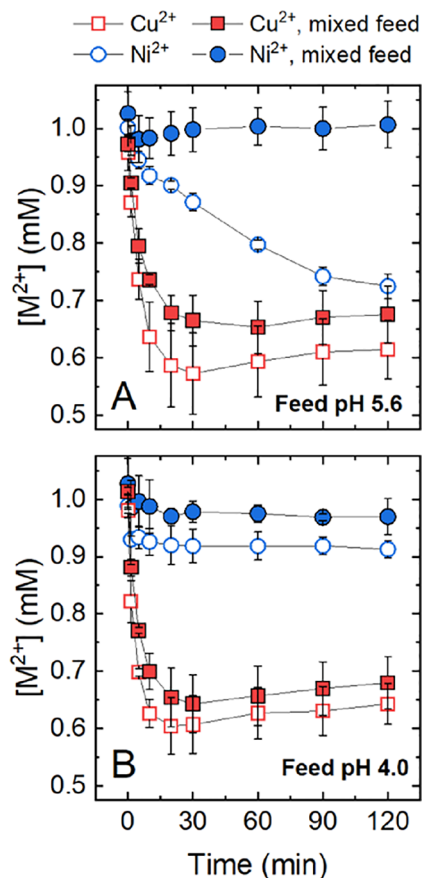 Cu²⁺ Cu²⁺, mixed feed
Ni²⁺ Ni²⁺, mixed feed
1.0
0.9
0.8
0.7
0.6
0.5
[M²⁺] (mM)
A
Feed pH 5.6
1.0
0.9
0.8
0.7
0.6
0.5
[M²⁺] (mM)
B
Feed pH 4.0
0 30 60 90 120
Time (min)